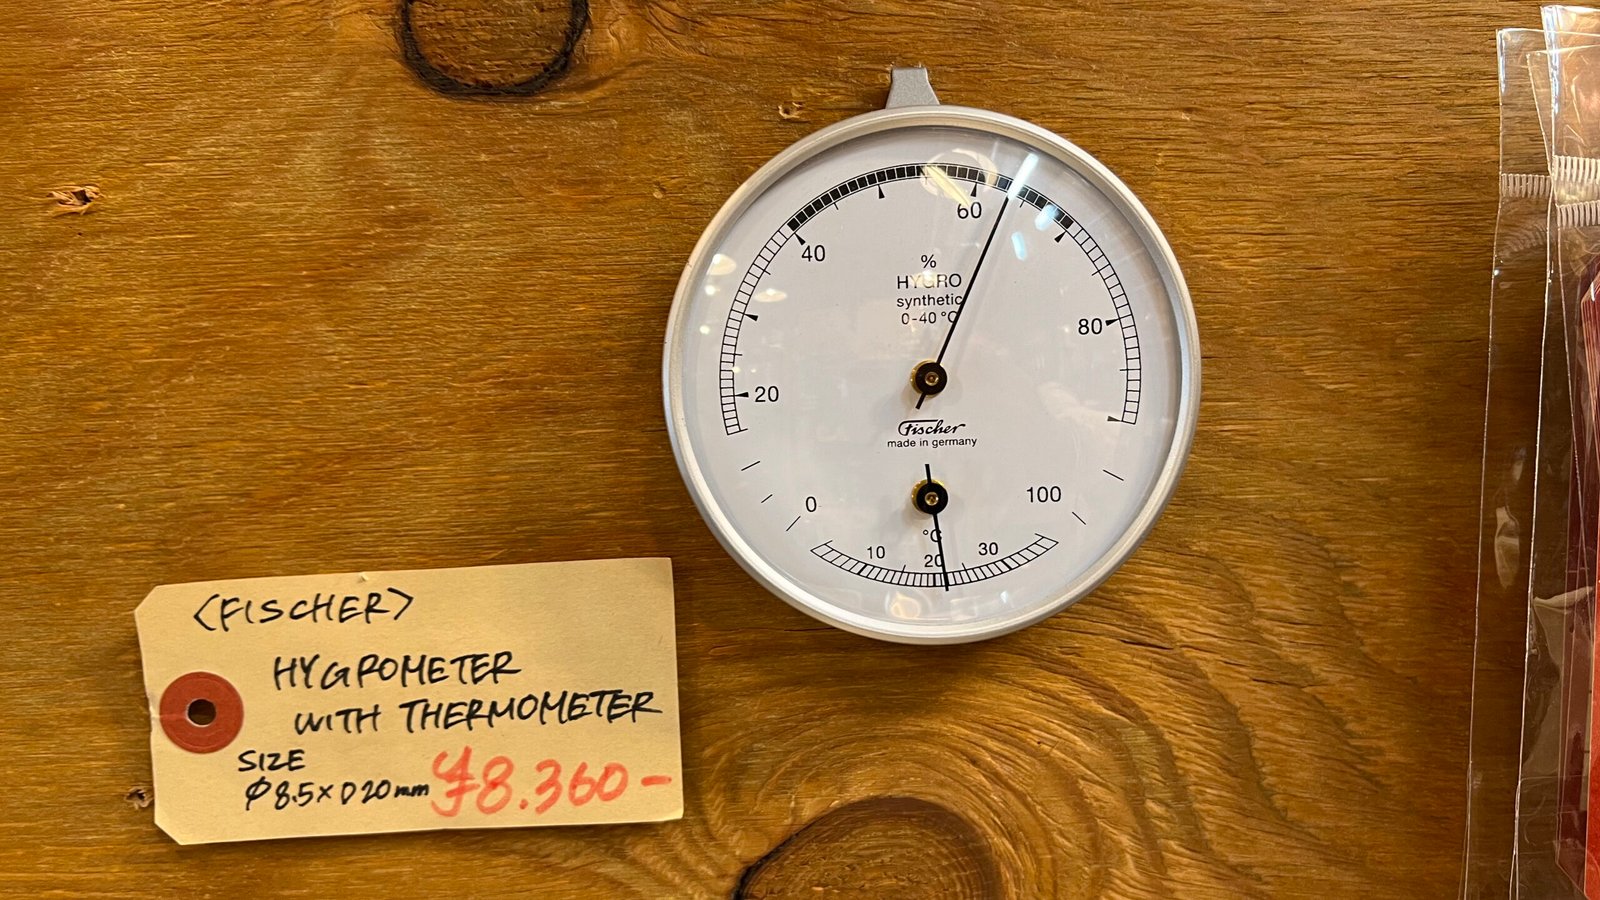 60
40
%
HYGRO
synthetic
0-40 °C
80
20
Fischer
made in germany
0
100
°C
10
20
30
<FISCHER>
HYGROMETER
WITH THERMOMETER
SIZE
φ8.5×D20mm ¥8.360-